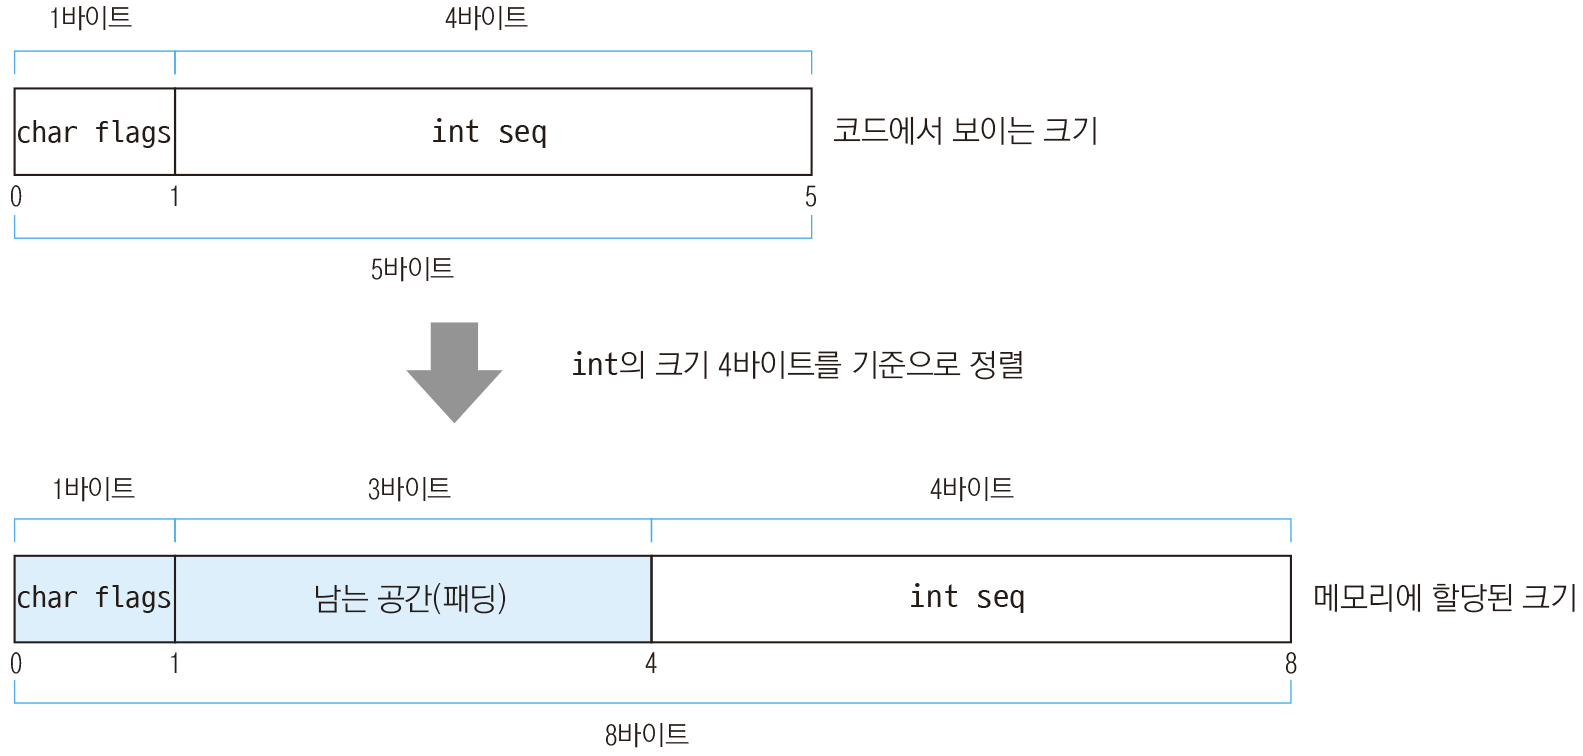 1바이트 4바이트
char flags int seq 코드에서 보이는 크기
0 1 5
5바이트
int의 크기 4바이트를 기준으로 정렬
1바이트 3바이트 4바이트
char flags 남는 공간(패딩) int seq 메모리에 할당된 크기
0 1 4 8
8바이트